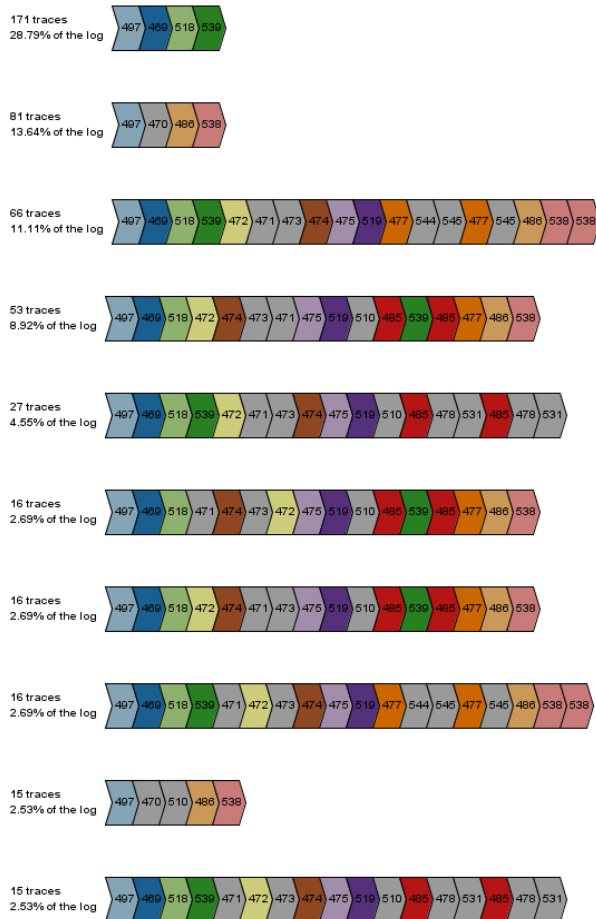 171 traces
28.79% of the log
497 469 518 539
81 traces
13.64% of the log
497 470 486 538
66 traces
11.11% of the log
497 469 518 539 472 471 473 474 475 519 477 544 545 477 545 486 538 538
53 traces
8.92% of the log
497 469 518 472 474 473 471 475 519 510 485 539 485 477 486 538
27 traces
4.55% of the log
497 469 518 539 472 471 473 474 475 519 510 485 478 531 485 478 531
16 traces
2.69% of the log
497 469 518 471 474 473 472 475 519 510 485 539 485 477 486 538
16 traces
2.69% of the log
497 469 518 472 474 471 473 475 519 510 485 539 485 477 486 538
16 traces
2.69% of the log
497 469 518 539 471 472 473 474 475 519 477 544 545 477 545 486 538 538
15 traces
2.53% of the log
497 470 510 486 538
15 traces
2.53% of the log
497 469 518 539 471 472 473 474 475 519 510 485 478 531 485 478 531